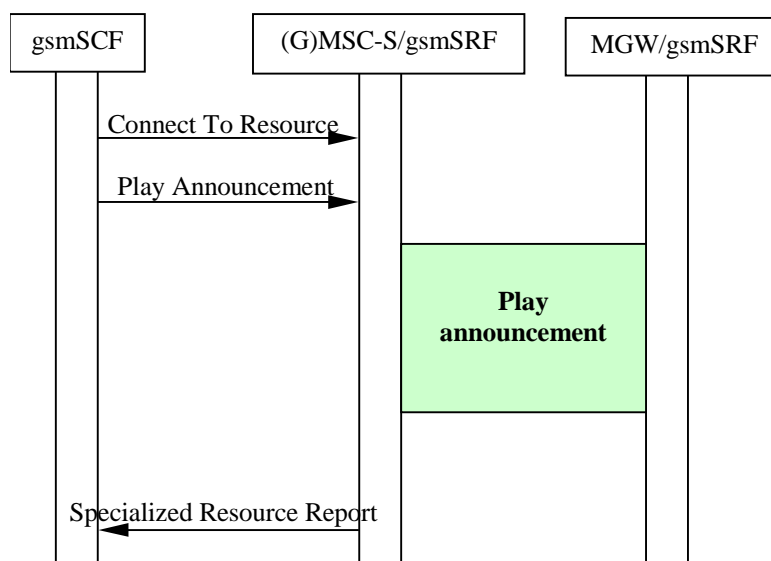 gsmSCF
(G)MSC-S/gsmSRF
MGW/gsmSRF
Connect To Resource
Play Announcement
Play
announcement
Specialized Resource Report